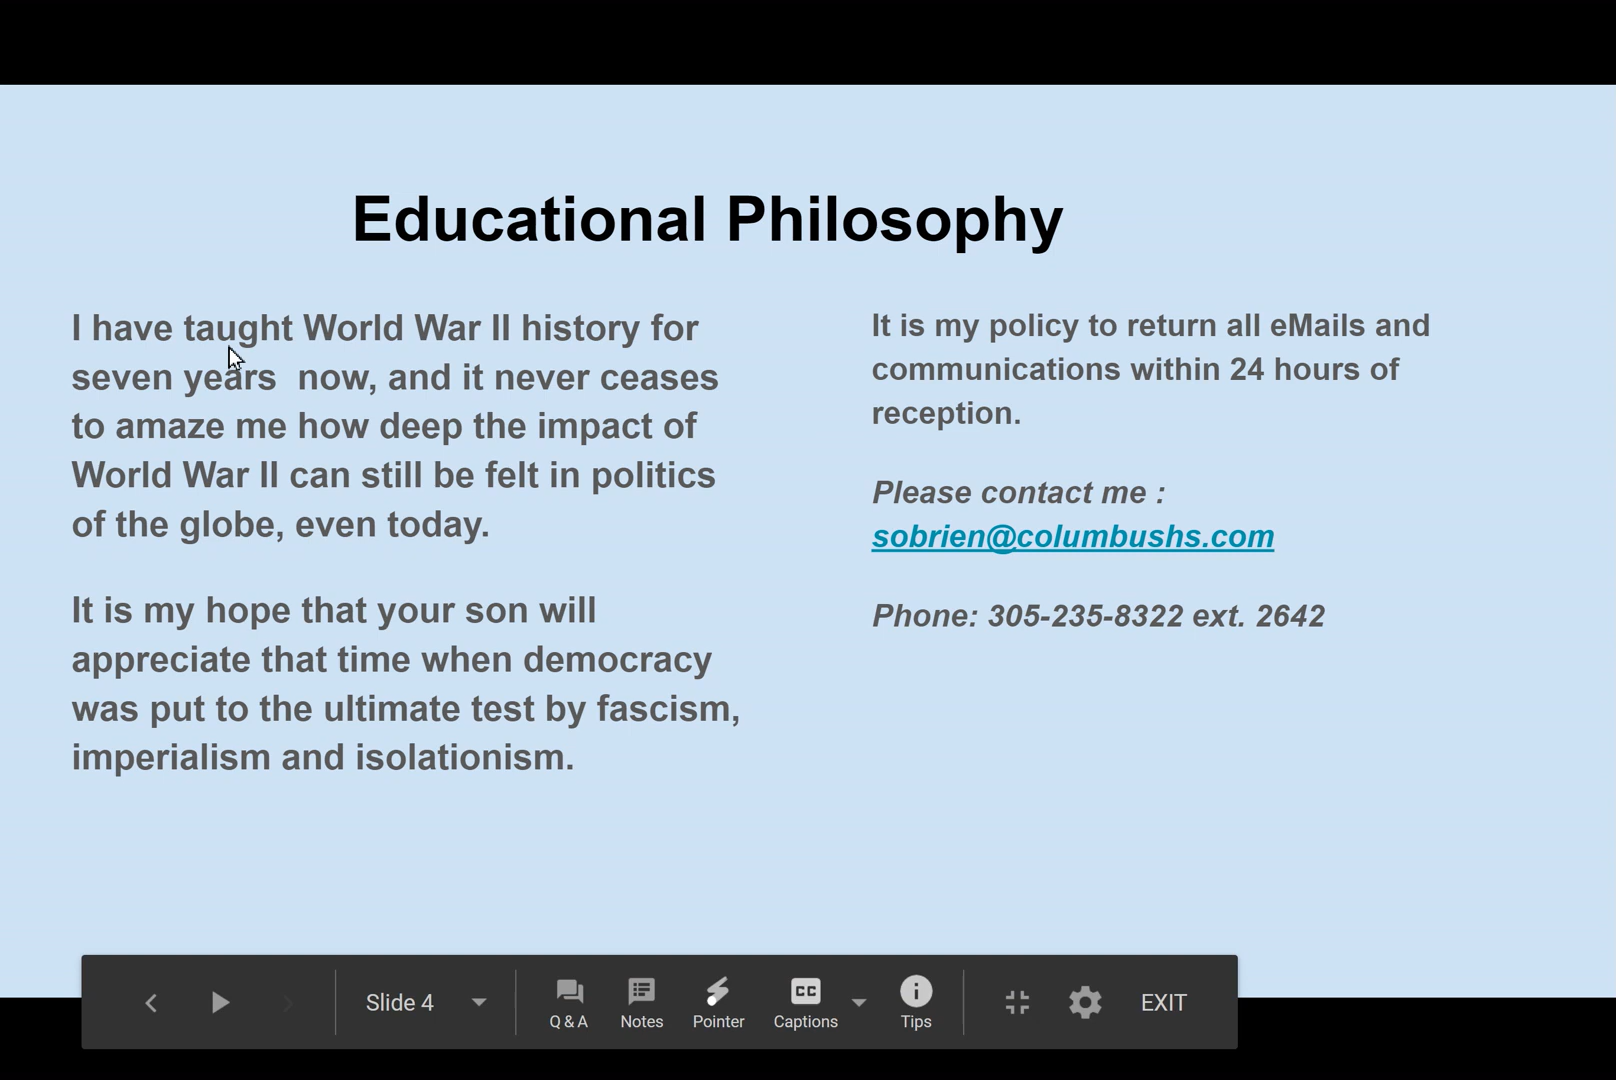 Educational Philosophy
I have taught World War II history for
seven years  now, and it never ceases
to amaze me how deep the impact of
World War II can still be felt in politics
of the globe, even today.
It is my hope that your son will
appreciate that time when democracy
was put to the ultimate test by fascism,
imperialism and isolationism.
It is my policy to return all eMails and
communications within 24 hours of
reception.
Please contact me :
sobrien@columbushs.com
Phone: 305-235-8322 ext. 2642
Slide 4
Q & A
Notes
Pointer
CC
Captions
Tips
EXIT